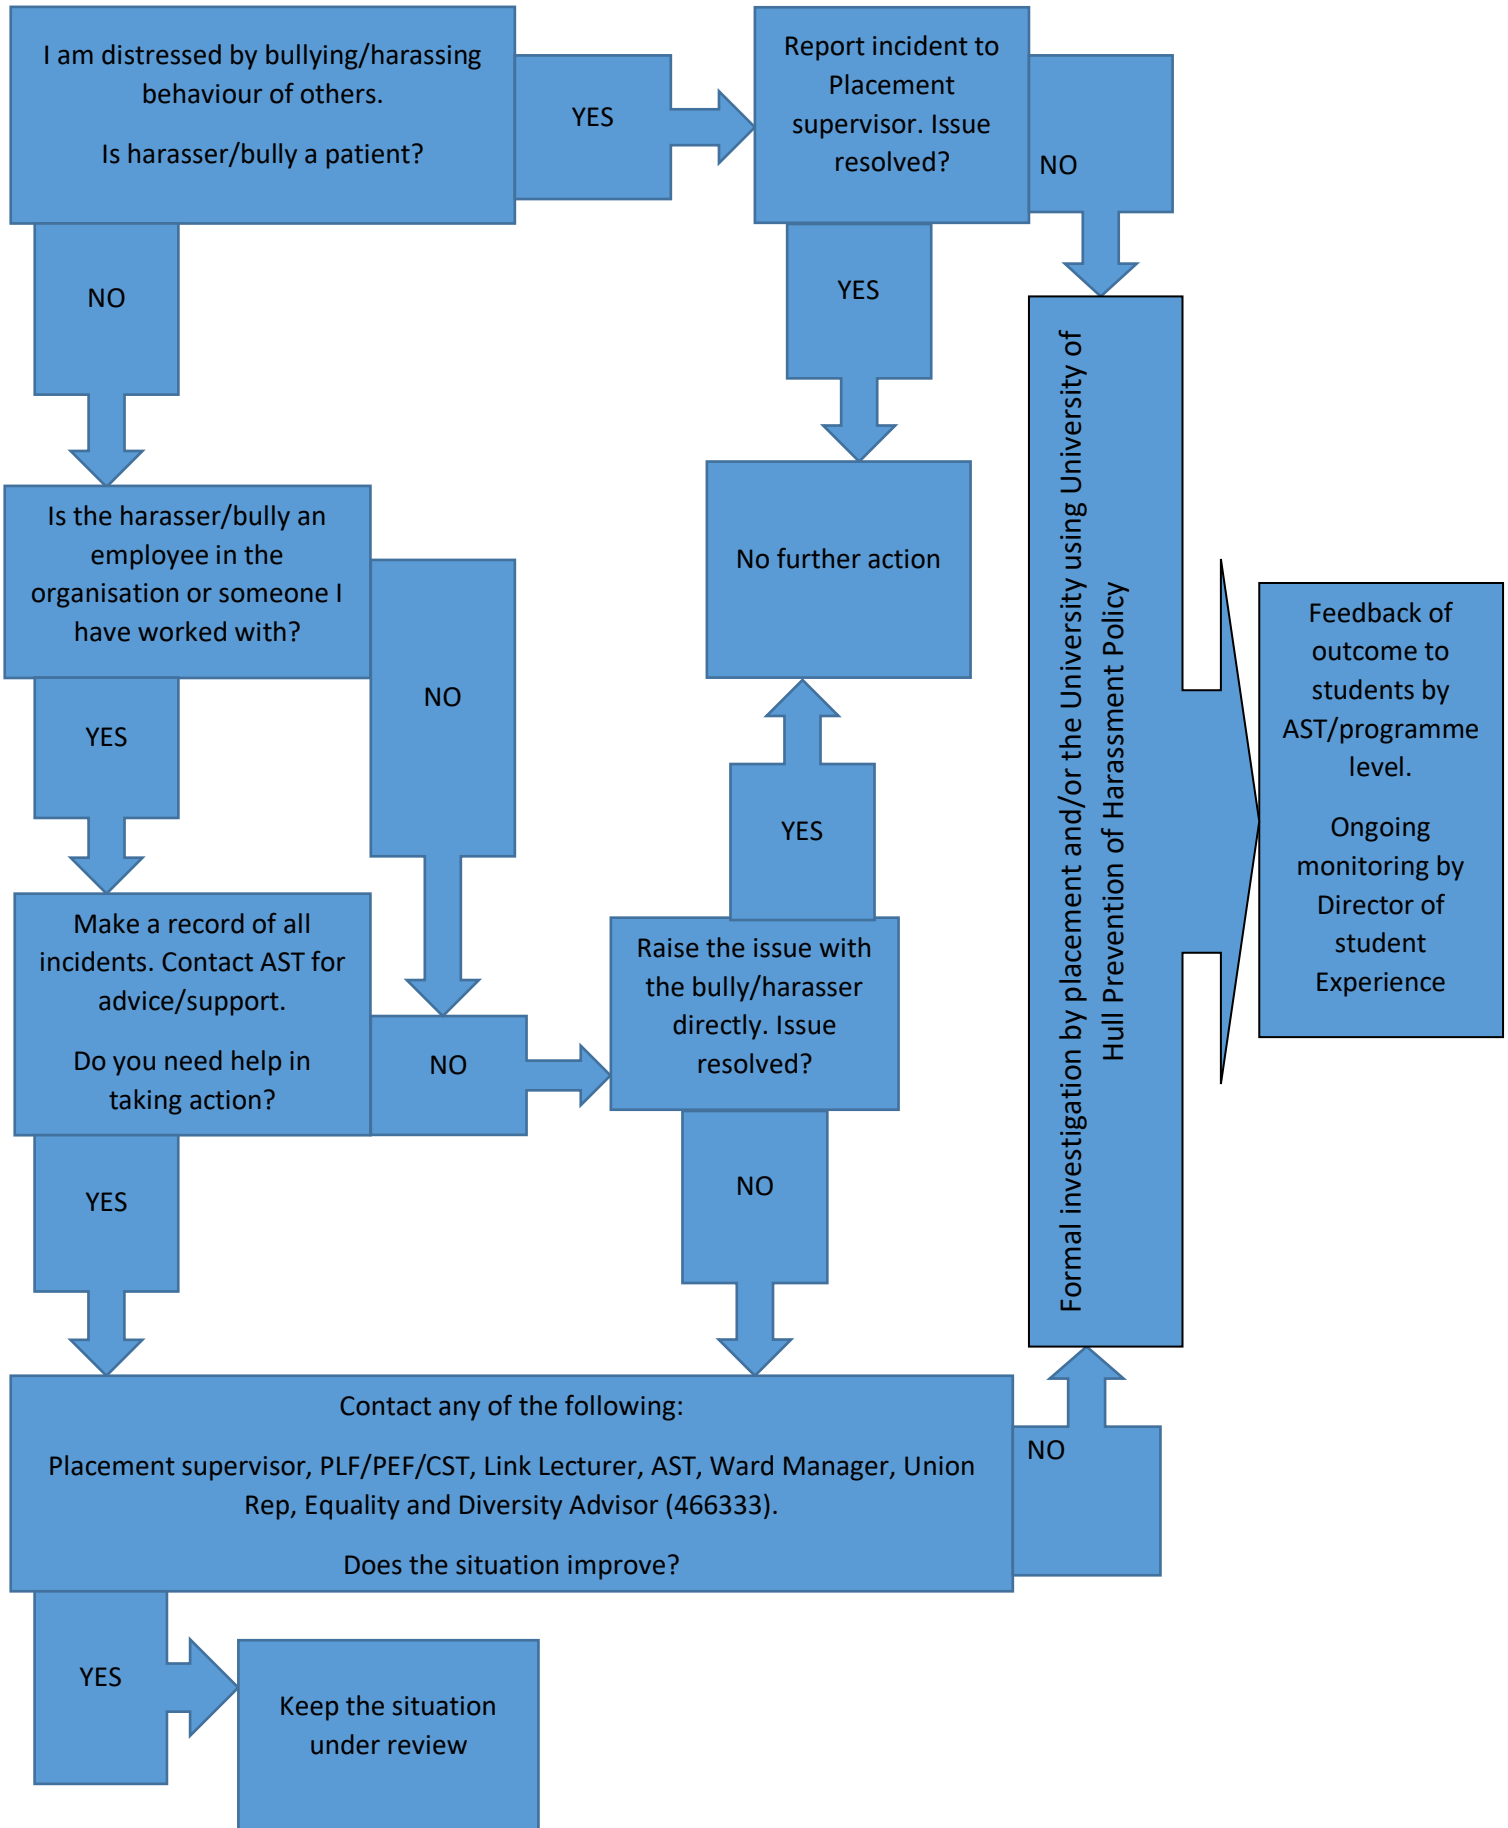 I am distressed by bullying/harassing
behaviour of others.
Is harasser/bully a patient?
YES
Report incident to
Placement
supervisor. Issue
resolved?
NO
NO
YES
Is the harasser/bully an
employee in the
organisation or someone I
have worked with?
NO
YES
No further action
Make a record of all
incidents. Contact AST for
advice/support.
Do you need help in
taking action?
NO
YES
Raise the issue with
the bully/harasser
directly. Issue
resolved?
YES
NO
Formal investigation by placement and/or the University using University of
Hull Prevention of Harassment Policy
Feedback of
outcome to
students by
AST/programme
level.
Ongoing
monitoring by
Director of
student
Experience
Contact any of the following:
Placement supervisor, PLF/PEF/CST, Link Lecturer, AST, Ward Manager, Union
Rep, Equality and Diversity Advisor (466333).
Does the situation improve?
NO
YES
Keep the situation
under review